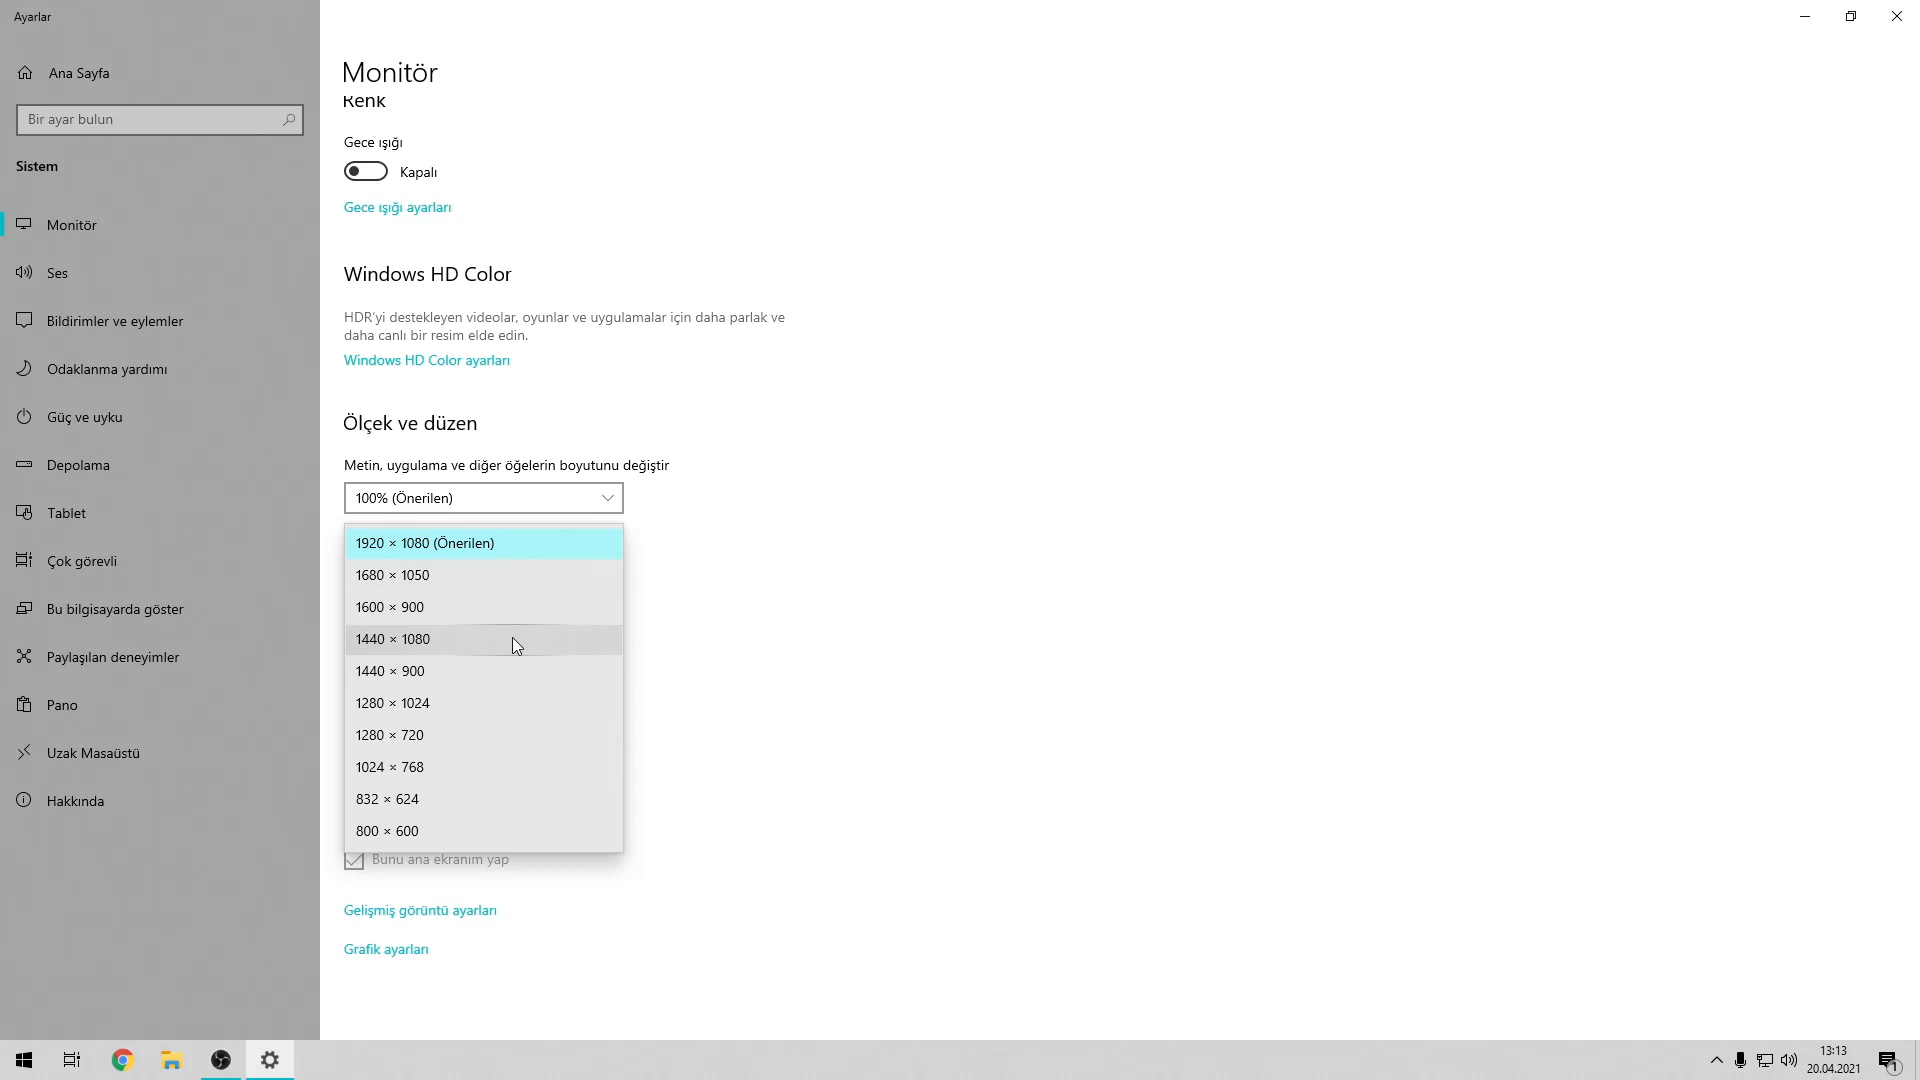 Ayarlar
Ana Sayfa
Bir ayar bulun
Sistem
Monitör
Ses
Bildirimler ve eylemler
Odaklanma yardımı
Güç ve uyku
Depolama
Tablet
Çok görevli
Bu bilgisayarda göster
Paylaşılan deneyimler
Pano
Uzak Masaüstü
Hakkında
Monitör
Renk
Gece ışığı
Kapalı
Gece ışığı ayarları
Windows HD Color
HDR'yi destekleyen videolar, oyunlar ve uygulamalar için daha parlak ve
daha canlı bir resim elde edin.
Windows HD Color ayarları
Ölçek ve düzen
Metin, uygulama ve diğer öğelerin boyutunu değiştir
100% (Önerilen)
1920 × 1080 (Önerilen)
1680 × 1050
1600 × 900
1440 × 1080
1440 × 900
1280 × 1024
1280 × 720
1024 × 768
832 × 624
800 × 600
Bunu ana ekranım yap
Gelişmiş görüntü ayarları
Grafik ayarları
13:13
20.04.2021
1